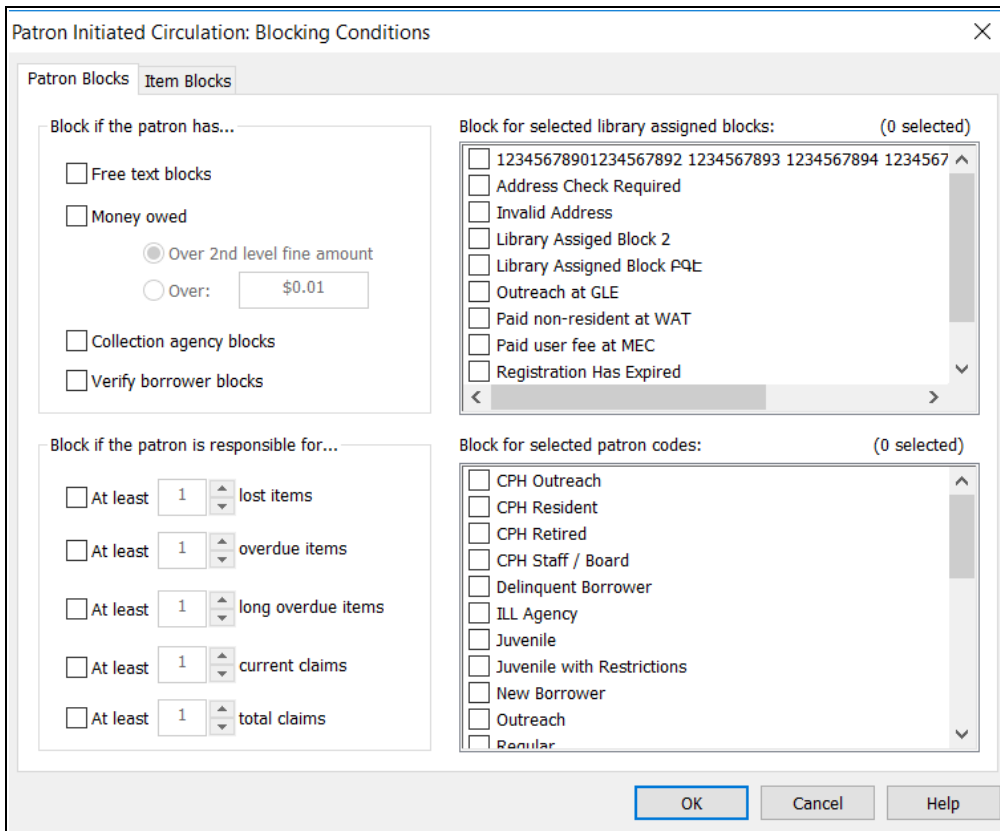 Patron Initiated Circulation: Blocking Conditions
Patron Blocks
Item Blocks
Block if the patron has...
Free text blocks
Money owed
Over 2nd level fine amount
Over:
$0.01
Collection agency blocks
Verify borrower blocks
Block for selected library assigned blocks: (0 selected)
12345678901234567892 1234567893 1234567894 1234567
Address Check Required
Invalid Address
Library Assiged Block 2
Library Assigned Block ԲԳԷ
Outreach at GLE
Paid non-resident at WAT
Paid user fee at MEC
Registration Has Expired
Block if the patron is responsible for...
At least 1 lost items
At least 1 overdue items
At least 1 long overdue items
At least 1 current claims
At least 1 total claims
Block for selected patron codes: (0 selected)
CPH Outreach
CPH Resident
CPH Retired
CPH Staff / Board
Delinquent Borrower
ILL Agency
Juvenile
Juvenile with Restrictions
New Borrower
Outreach
Regular
OK
Cancel
Help